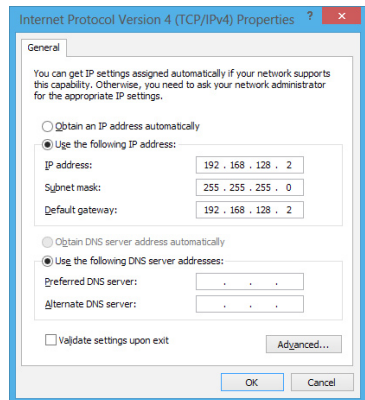 Internet Protocol Version 4 (TCP/IPv4) Properties ? ×
General
You can get IP settings assigned automatically if your network supports
this capability. Otherwise, you need to ask your network administrator
for the appropriate IP settings.
Obtain an IP address automatically
Use the following IP address:
IP address: 192 . 168 . 128 . 2
Subnet mask: 255 . 255 . 255 . 0
Default gateway: 192 . 168 . 128 . 2
Obtain DNS server address automatically
Use the following DNS server addresses:
Preferred DNS server: . . .
Alternate DNS server: . . .
Validate settings upon exit
Advanced...
OK Cancel